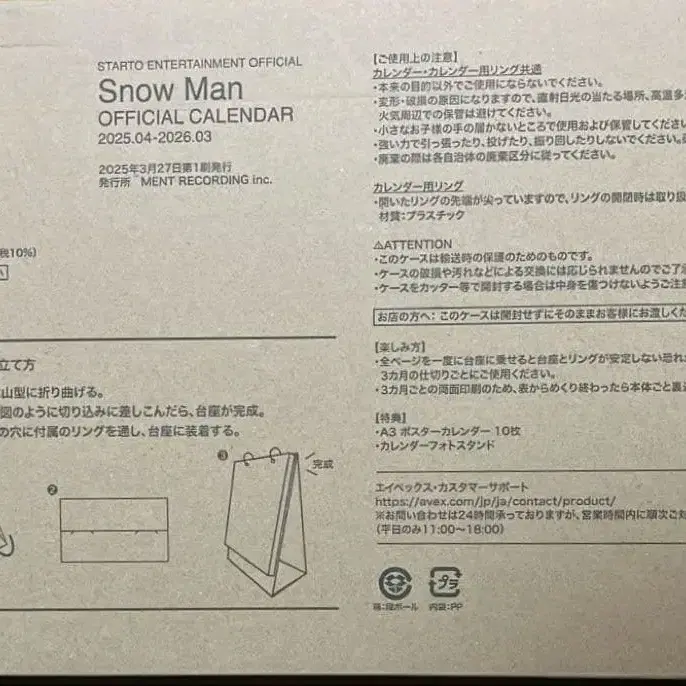 STARTO ENTERTAINMENT OFFICIAL
Snow Man
OFFICIAL CALENDAR
2025.04-2026.03
2025年3月27日第1刷発行
発行所 MENT RECORDING inc.
税10%)
立て方
山型に折り曲げる。
図のように切り込みに差しこんだら、台座が完成。
の穴に付属のリングを通し、台座に装着する。
❷
❸
完成
【ご使用上の注意】
カレンダー・カレンダー用リング共通
・本来の目的以外でご使用にならないでください。
・変形・破損の原因になりますので、直射日光の当たる場所、高温多
火気周辺での保管は避けてください。
・小さなお子様の手の届かないところで使用および保管してくださ
・強い力で引っ張ったり、投げたり、振り回したりしないでください。
・廃棄の際は各自治体の廃棄区分に従ってください。
カレンダー用リング
・開いたリングの先端が尖っていますので、リングの開閉時は取り扱
材質:プラスチック
⚠ATTENTION
・このケースは輸送時の保護のためのものです。
・ケースの破損や汚れなどによる交換には応じられませんのでご了
・ケースをカッター等で開封する場合は中身を傷つけないようご注
お店の方へ：このケースは開封せずにそのままお客様にお渡しくだ
【楽しみ方】
・全ページを一度に台座に乗せると台座とリングが安定しない恐れ
3カ月の仕切りごとにご使用ください。
・3カ月ごとの両面印刷のため、表からめくり終わったら本体ごと裏
【特典】
・A3 ポスターカレンダー 10枚
・カレンダーフォトスタンド
エイベックス・カスタマーサポート
https://avex.com/jp/ja/contact/product/
※お問い合わせは24時間承っておりますが、営業時間内に順次ご対
（平日のみ11:00〜18:00）
プラ
箱:段ボール 内袋:PP